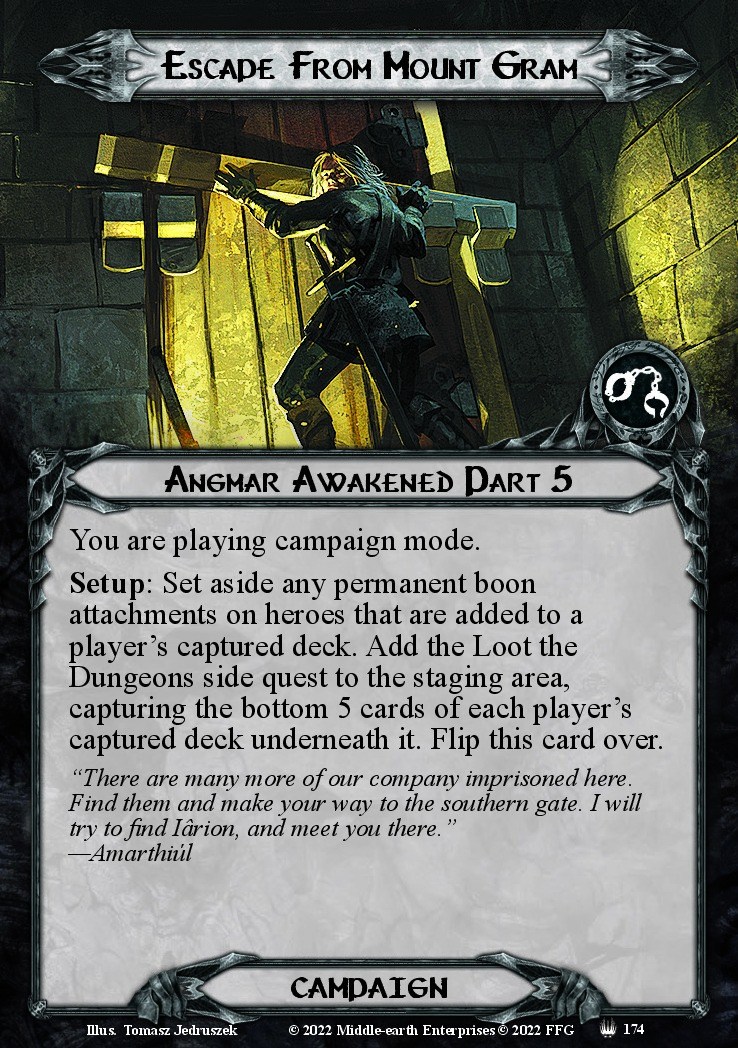 Escape From Mount Gram
Angmar Awakened Part 5
You are playing campaign mode.
Setup: Set aside any permanent boon
attachments on heroes that are added to a
player’s captured deck. Add the Loot the
Dungeons side quest to the staging area,
capturing the bottom 5 cards of each player’s
captured deck underneath it. Flip this card over.
“There are many more of our company imprisoned here.
Find them and make your way to the southern gate. I will
try to find Iârion, and meet you there.”
—Amarthiúl
CAMPAIGN
Illus. Tomasz Jedruszek © 2022 Middle-earth Enterprises © 2022 FFG 174